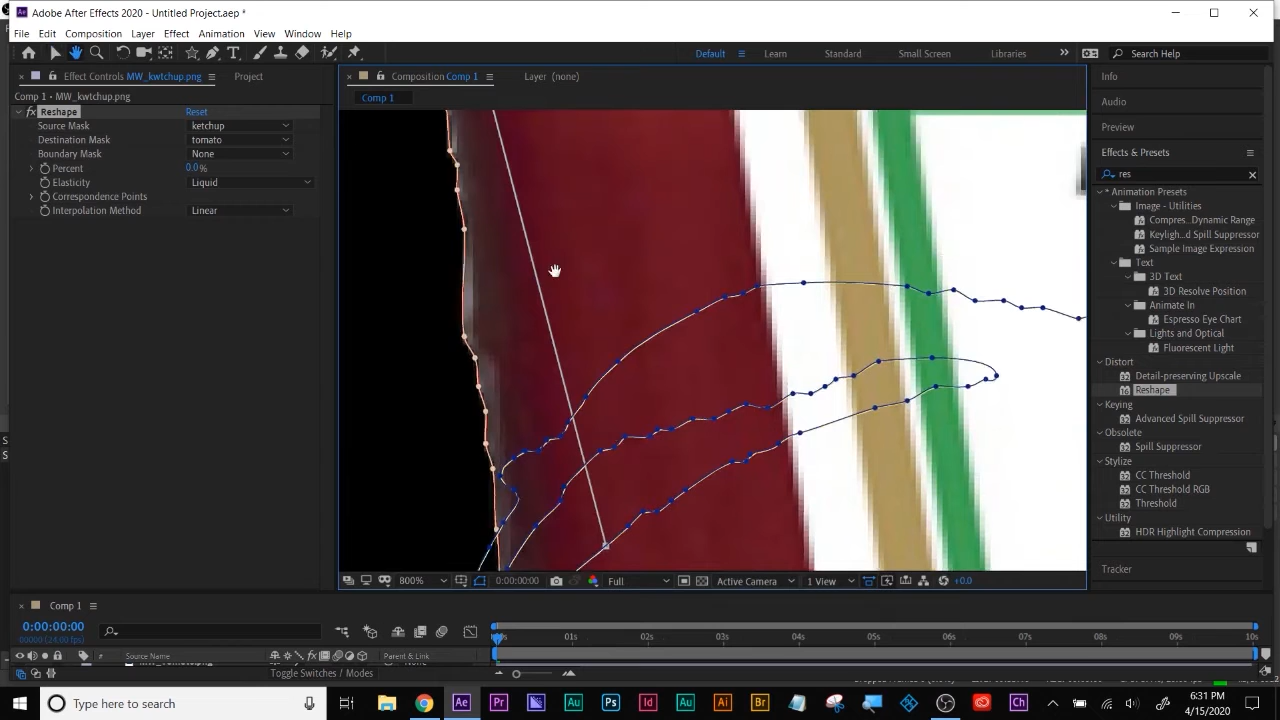 Adobe After Effects 2020 - Untitled Project.aep *
File Edit Composition Layer Effect Animation View Window Help
Default Learn Standard Small Screen Libraries Search Help
Effect Controls MW_kwtchup.png Project
Comp 1 • MW_kwtchup.png
fx Reshape Reset
Source Mask ketchup
Destination Mask tomato
Boundary Mask None
Percent 0.0%
Elasticity Liquid
Correspondence Points
Interpolation Method Linear
Composition Comp 1 Layer (none)
Comp 1
800% 0:00:00:00 Full Active Camera 1 View +0.0
Info
Audio
Preview
Effects & Presets
res
* Animation Presets
Image - Utilities
Compres...Dynamic Range
Keyligh...d Spill Suppressor
Sample Image Expression
Text
3D Text
3D Resolve Position
Animate In
Espresso Eye Chart
Lights and Optical
Fluorescent Light
Distort
Detail-preserving Upscale
Reshape
Keying
Advanced Spill Suppressor
Obsolete
Spill Suppressor
Stylize
CC Threshold
CC Threshold RGB
Threshold
Utility
HDR Highlight Compression
Tracker
Comp 1
0:00:00:00
00000 (24.00 fps)
01s 02s 03s 04s 05s 06s 07s 08s 09s 10s
# Source Name Parent & Link
Toggle Switches / Modes
Type here to search
6:31 PM
4/15/2020